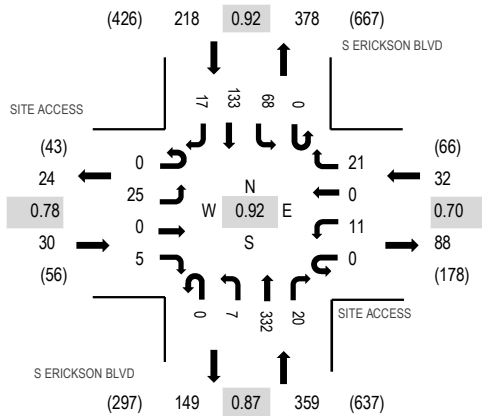 (426) 218 0.92 378 (667)
S ERICKSON BLVD
17 133 68 0
SITE ACCESS
(43) 0 21 (66)
24 25 N 0 32
0.78 0 W 0.92 E 11 0.70
30 5 S 0 88
(56) (178)
0 7 332 20
SITE ACCESS
S ERICKSON BLVD
(297) 149 0.87 359 (637)